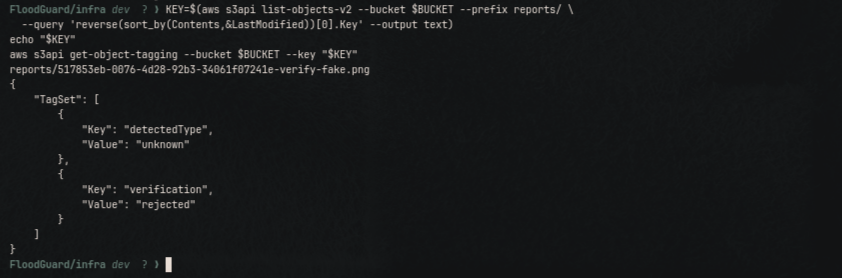 FloodGuard/infra dev ? ❯ KEY=$(aws s3api list-objects-v2 --bucket $BUCKET --prefix reports/ \
  --query 'reverse(sort_by(Contents,&LastModified))[0].Key' --output text)
echo "$KEY"
aws s3api get-object-tagging --bucket $BUCKET --key "$KEY"
reports/517853eb-0076-4d28-92b3-34061f07241e-verify-fake.png
{
    "TagSet": [
        {
            "Key": "detectedType",
            "Value": "unknown"
        },
        {
            "Key": "verification",
            "Value": "rejected"
        }
    ]
}
FloodGuard/infra dev ? ❯